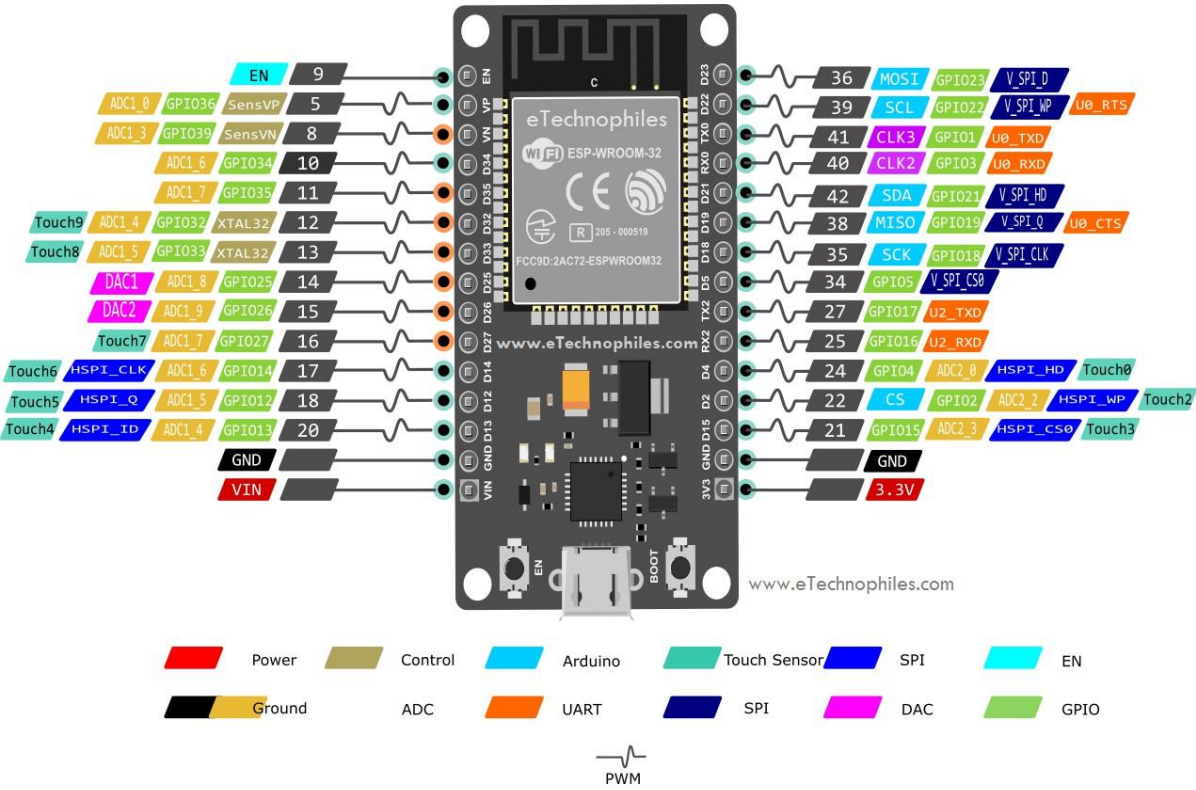 C
eTechnophiles
WiFi ESP-WROOM-32
CE
R 205 - 000519
FCC9D:2AC72-ESPWROOM32
www.eTechnophiles.com
EN 9 EN
ADC1_0 GPIO36 SensVP 5 VP
ADC1_3 GPIO39 SensVN 8 VN
ADC1_6 GPIO34 10 D34
ADC1_7 GPIO35 11 D35
Touch9 ADC1_4 GPIO32 XTAL32 12 D32
Touch8 ADC1_5 GPIO33 XTAL32 13 D33
DAC1 ADC1_8 GPIO25 14 D25
DAC2 ADC1_9 GPIO26 15 D26
Touch7 ADC1_7 GPIO27 16 D27
Touch6 HSPI_CLK ADC1_6 GPIO14 17 D14
Touch5 HSPI_Q ADC1_5 GPIO12 18 D12
Touch4 HSPI_ID ADC1_4 GPIO13 20 D13
GND GND
VIN VIN
D23 36 MOSI GPIO23 V_SPI_D
D22 39 SCL GPIO22 V_SPI_WP U0_RTS
TX0 41 CLK3 GPIO1 U0_TXD
RX0 40 CLK2 GPIO3 U0_RXD
D21 42 SDA GPIO21 V_SPI_HD
D19 38 MISO GPIO19 V_SPI_Q U0_CTS
D18 35 SCK GPIO18 V_SPI_CLK
D5 34 GPIO5 V_SPI_CS0
TX2 27 GPIO17 U2_TXD
RX2 25 GPIO16 U2_RXD
D4 24 GPIO4 ADC2_0 HSPI_HD Touch0
D2 22 CS GPIO2 ADC2_2 HSPI_WP Touch2
D15 21 GPIO15 ADC2_3 HSPI_CS0 Touch3
GND GND
3V3 3.3V
EN
BOOT
www.eTechnophiles.com
Power Control Arduino Touch Sensor SPI EN
Ground ADC UART SPI DAC GPIO
PWM